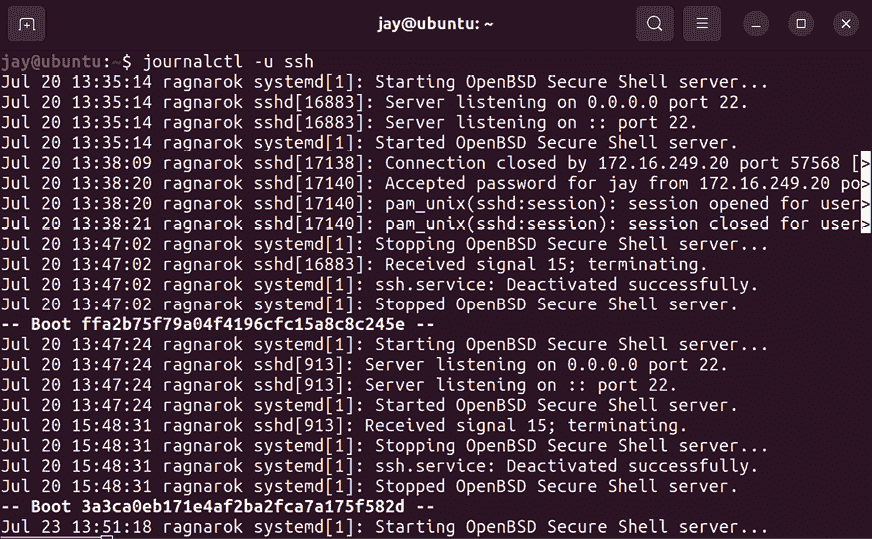 jay@ubuntu: ~
jay@ubuntu:~$ journalctl -u ssh
Jul 20 13:35:14 ragnarok systemd[1]: Starting OpenBSD Secure Shell server...
Jul 20 13:35:14 ragnarok sshd[16883]: Server listening on 0.0.0.0 port 22.
Jul 20 13:35:14 ragnarok sshd[16883]: Server listening on :: port 22.
Jul 20 13:35:14 ragnarok systemd[1]: Started OpenBSD Secure Shell server.
Jul 20 13:38:09 ragnarok sshd[17138]: Connection closed by 172.16.249.20 port 57568 [>
Jul 20 13:38:20 ragnarok sshd[17140]: Accepted password for jay from 172.16.249.20 po>
Jul 20 13:38:20 ragnarok sshd[17140]: pam_unix(sshd:session): session opened for user>
Jul 20 13:38:21 ragnarok sshd[17140]: pam_unix(sshd:session): session closed for user>
Jul 20 13:47:02 ragnarok systemd[1]: Stopping OpenBSD Secure Shell server...
Jul 20 13:47:02 ragnarok sshd[16883]: Received signal 15; terminating.
Jul 20 13:47:02 ragnarok systemd[1]: ssh.service: Deactivated successfully.
Jul 20 13:47:02 ragnarok systemd[1]: Stopped OpenBSD Secure Shell server.
-- Boot ffa2b75f79a04f4196cfc15a8c8c245e --
Jul 20 13:47:24 ragnarok systemd[1]: Starting OpenBSD Secure Shell server...
Jul 20 13:47:24 ragnarok sshd[913]: Server listening on 0.0.0.0 port 22.
Jul 20 13:47:24 ragnarok sshd[913]: Server listening on :: port 22.
Jul 20 13:47:24 ragnarok systemd[1]: Started OpenBSD Secure Shell server.
Jul 20 15:48:31 ragnarok sshd[913]: Received signal 15; terminating.
Jul 20 15:48:31 ragnarok systemd[1]: Stopping OpenBSD Secure Shell server...
Jul 20 15:48:31 ragnarok systemd[1]: ssh.service: Deactivated successfully.
Jul 20 15:48:31 ragnarok systemd[1]: Stopped OpenBSD Secure Shell server.
-- Boot 3a3ca0eb171e4af2ba2fca7a175f582d --
Jul 23 13:51:18 ragnarok systemd[1]: Starting OpenBSD Secure Shell server...